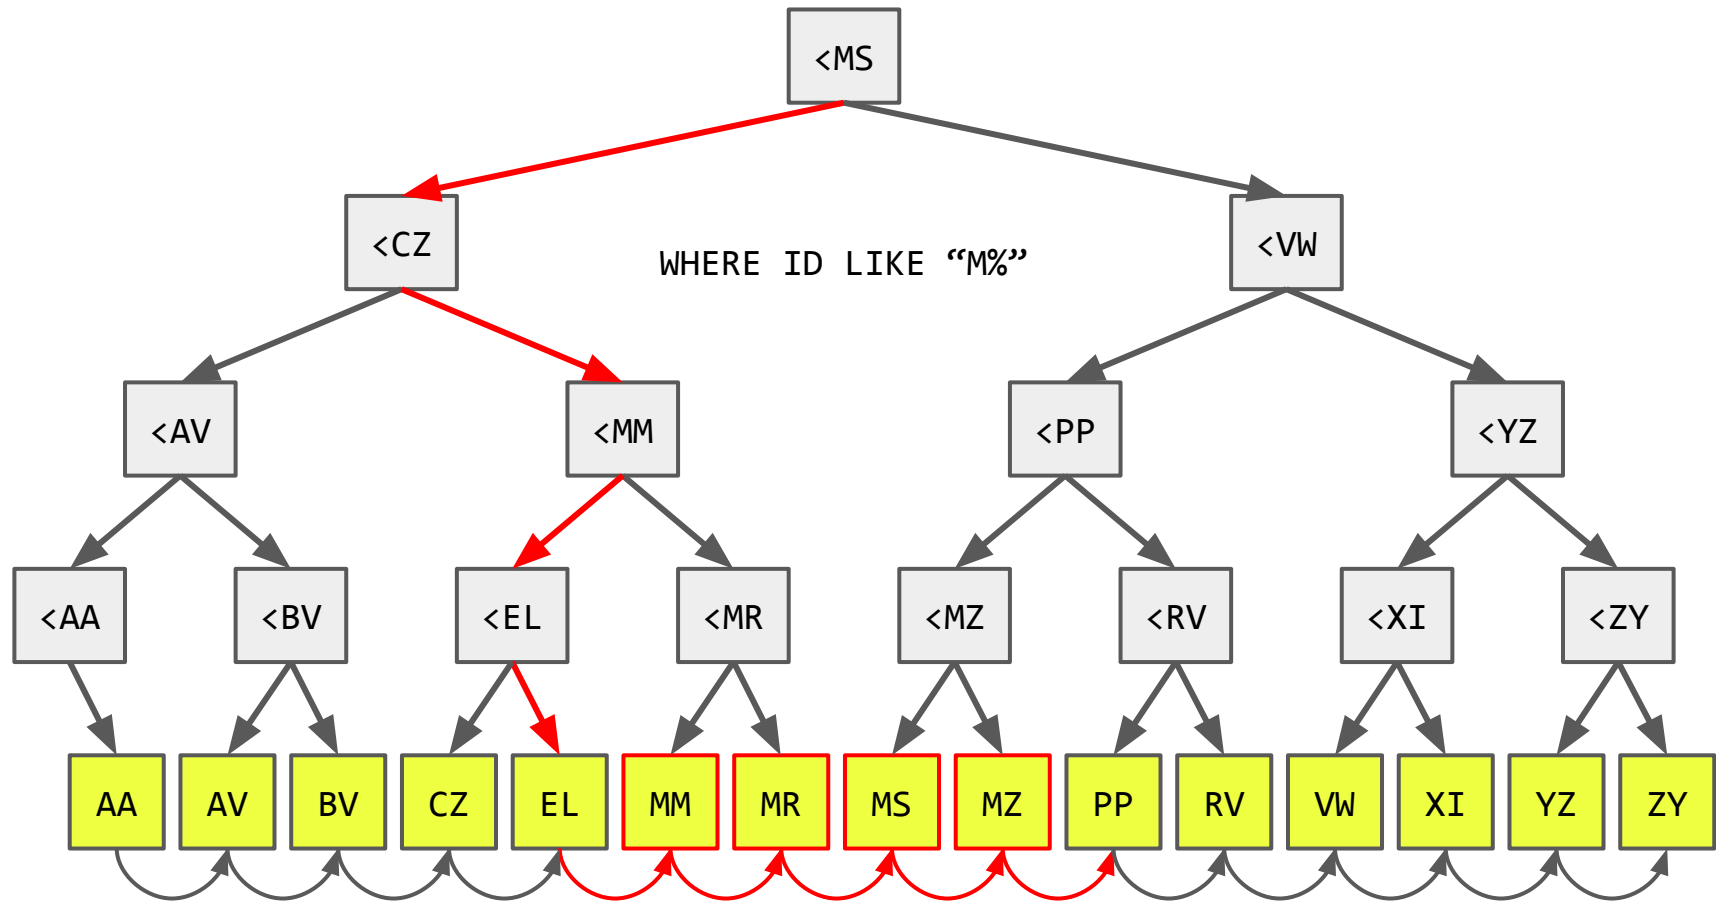 <MS
<CZ
WHERE ID LIKE “M%”
<VW
<AV
<MM
<PP
<YZ
<AA
<BV
<EL
<MR
<MZ
<RV
<XI
<ZY
AA
AV
BV
CZ
EL
MM
MR
MS
MZ
PP
RV
VW
XI
YZ
ZY